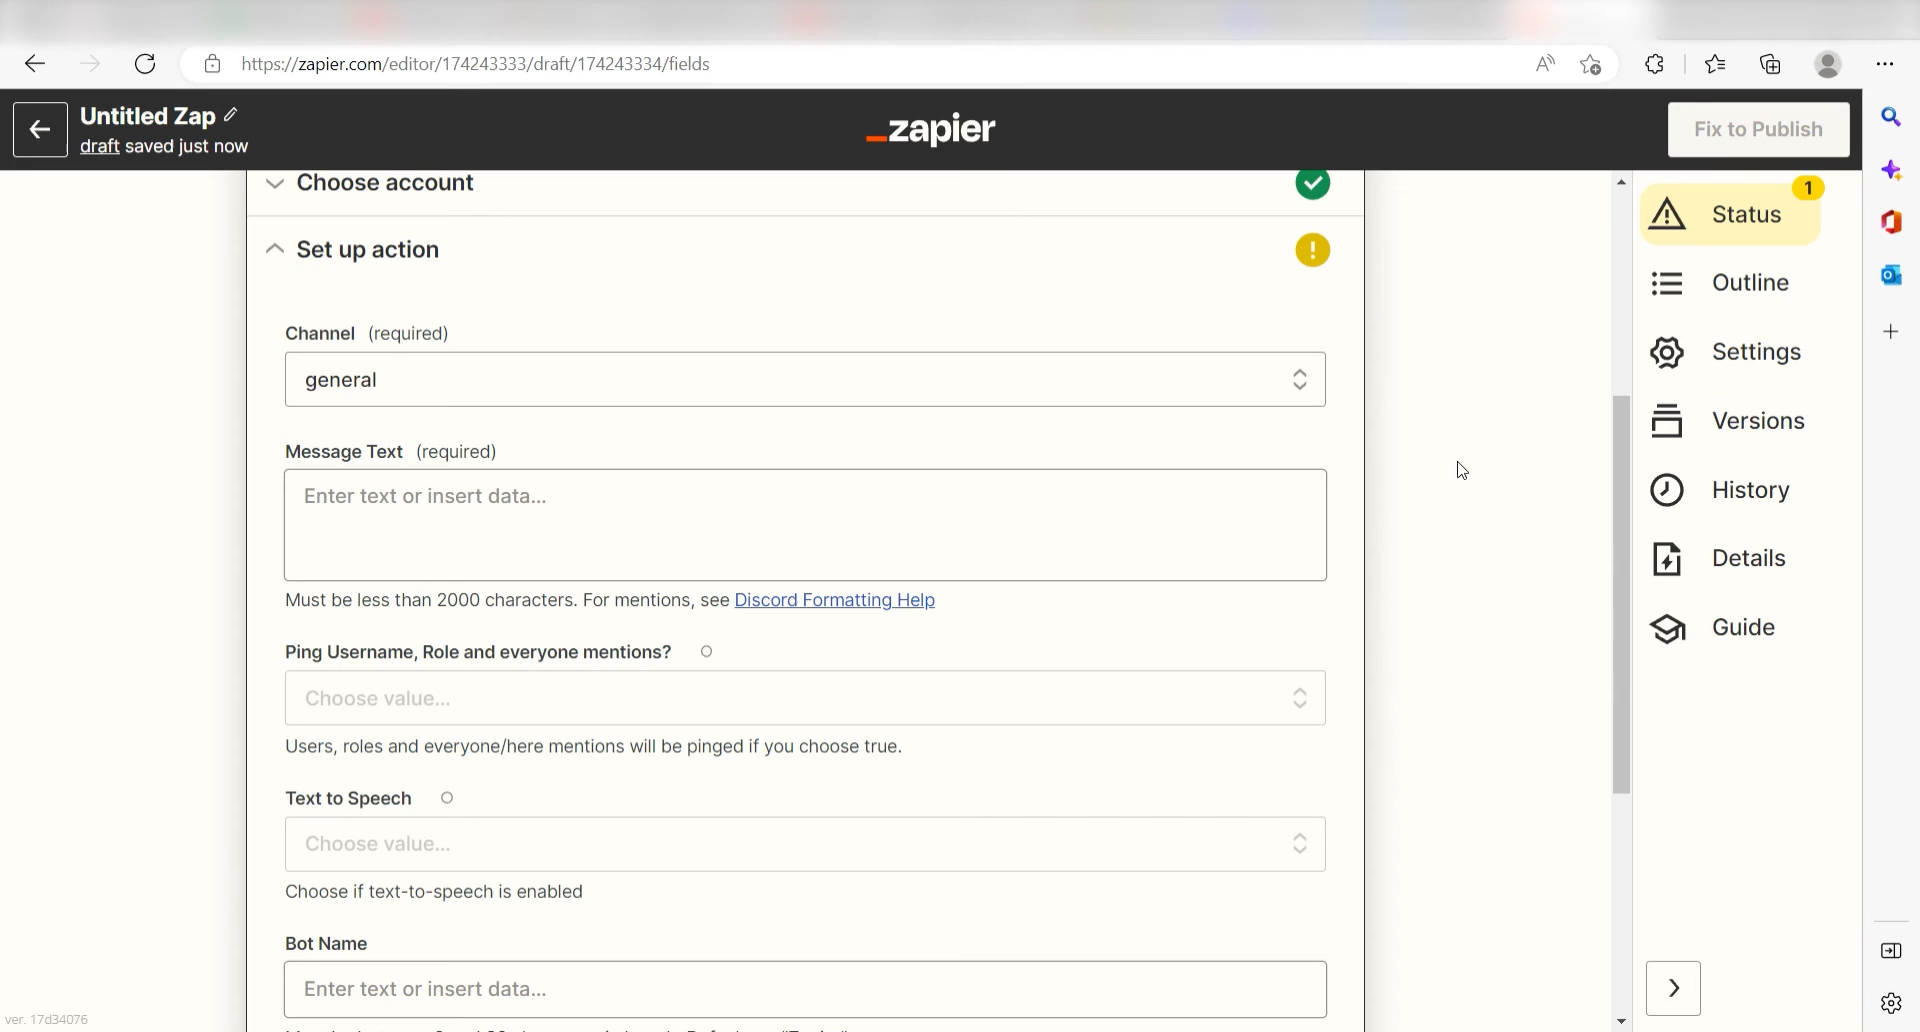 https://zapier.com/editor/174243333/draft/174243334/fields
Untitled Zap
draft saved just now
_zapier
Fix to Publish
Choose account
Set up action
Channel (required)
general
Message Text (required)
Enter text or insert data...
Must be less than 2000 characters. For mentions, see Discord Formatting Help
Ping Username, Role and everyone mentions?
Choose value...
Users, roles and everyone/here mentions will be pinged if you choose true.
Text to Speech
Choose value...
Choose if text-to-speech is enabled
Bot Name
Enter text or insert data...
1
Status
Outline
Settings
Versions
History
Details
Guide
ver. 17d34076